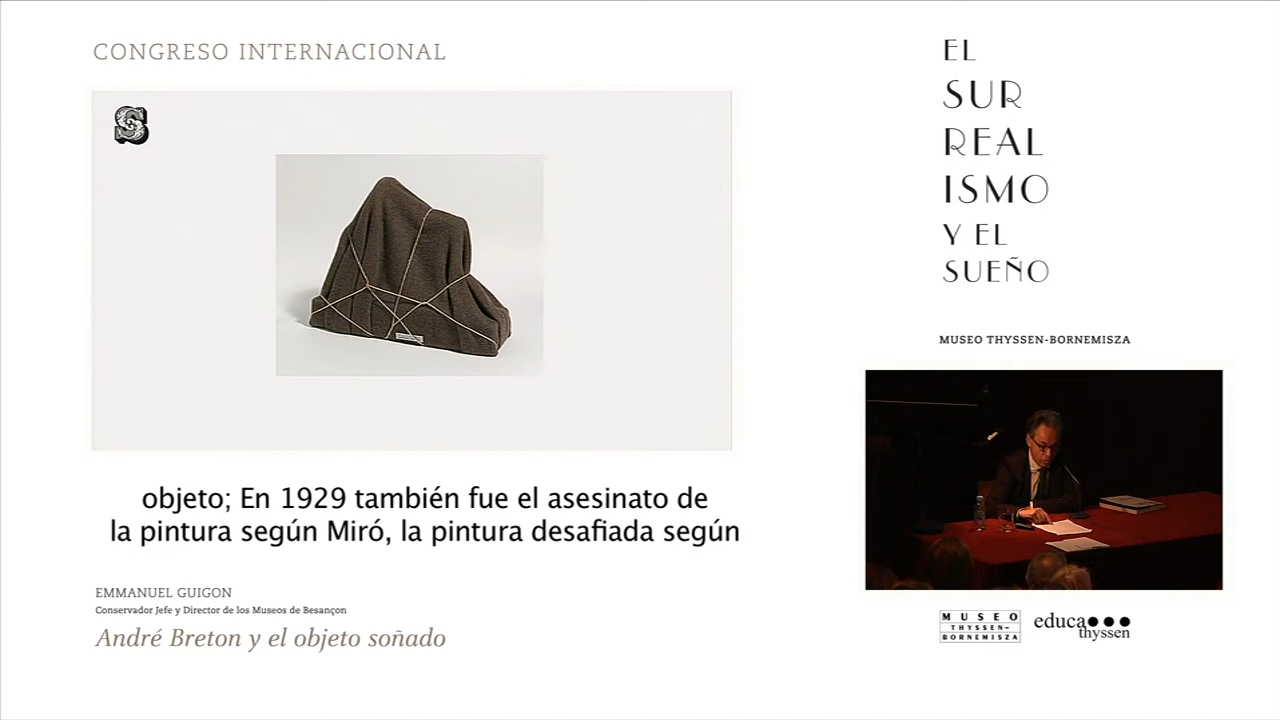 CONGRESO INTERNACIONAL
S
objeto; En 1929 también fue el asesinato de
la pintura según Miró, la pintura desafiada según
EMMANUEL GUIGON
Conservador Jefe y Director de los Museos de Besançon
André Breton y el objeto soñado
EL
SUR
REAL
ISMO
Y EL
SUEÑO
MUSEO THYSSEN-BORNEMISZA
MUSEO
THYSSEN-
BORNEMISZA
educa
thyssen